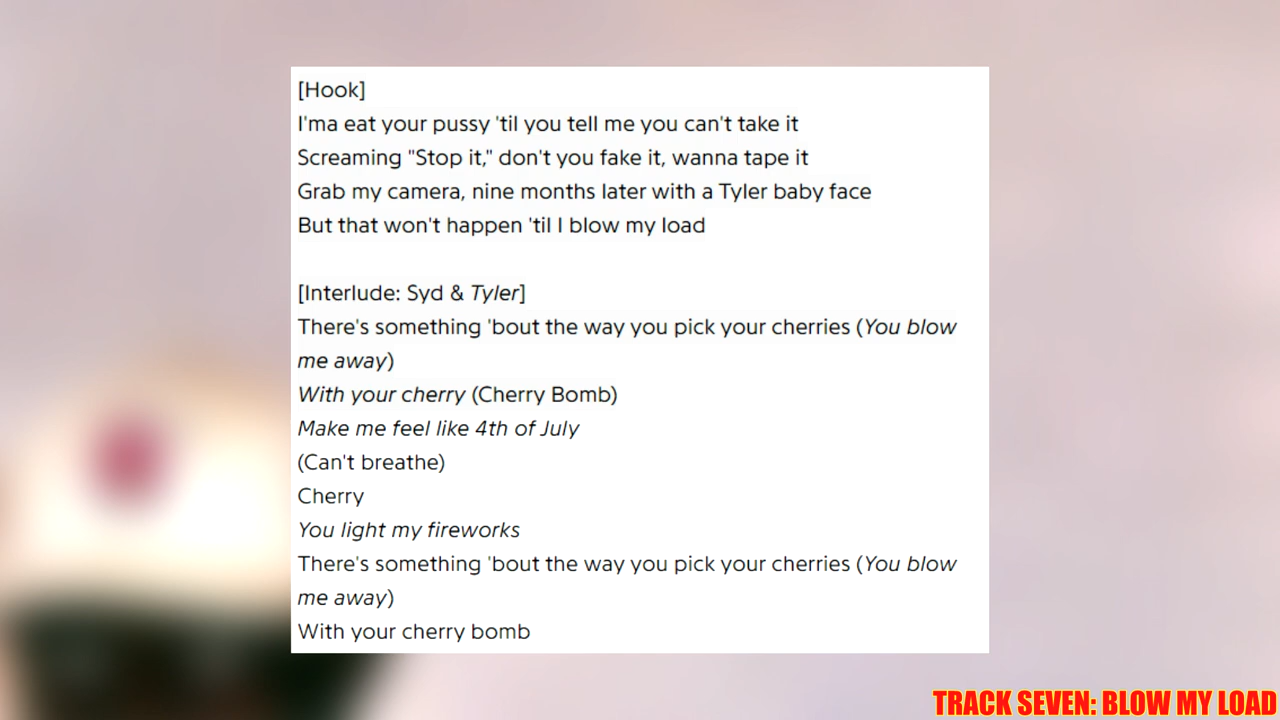 [Hook]
I'ma eat your pussy 'til you tell me you can't take it
Screaming "Stop it," don't you fake it, wanna tape it
Grab my camera, nine months later with a Tyler baby face
But that won't happen 'til I blow my load
[Interlude: Syd & Tyler]
There's something 'bout the way you pick your cherries (You blow
me away)
With your cherry (Cherry Bomb)
Make me feel like 4th of July
(Can't breathe)
Cherry
You light my fireworks
There's something 'bout the way you pick your cherries (You blow
me away)
With your cherry bomb
TRACK SEVEN: BLOW MY LOAD